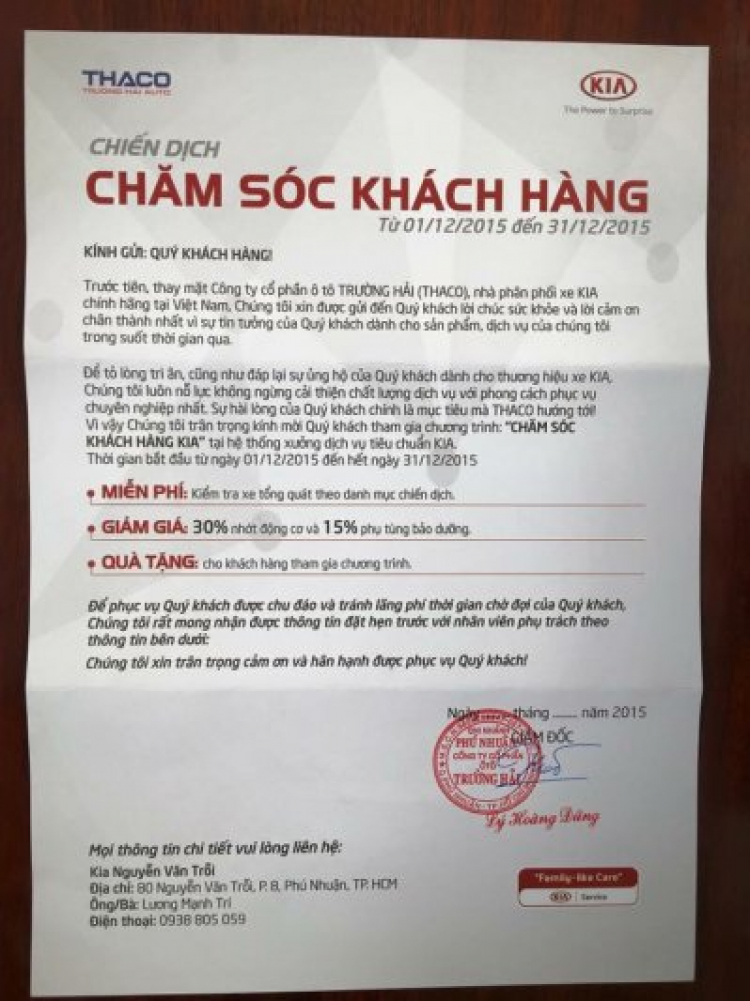 THACO
TRUONG HAI AUTO
KIA
The Power to Surprise
CHIẾN DỊCH
CHĂM SÓC KHÁCH HÀNG
Từ 01/12/2015 đến 31/12/2015
KÍNH GỬI: QUÝ KHÁCH HÀNG!
Trước tiên, thay mặt Công ty cổ phần ô tô TRƯỜNG HẢI (THACO), nhà phân phối xe KIA
chính hãng tại Việt Nam, Chúng tôi xin được gửi đến Quý khách lời chúc sức khỏe và lời cảm ơn
chân thành nhất vì sự tin tưởng của Quý khách dành cho sản phẩm, dịch vụ của chúng tôi
trong suốt thời gian qua.
Để tỏ lòng tri ân, cũng như đáp lại sự ủng hộ của Quý khách dành cho thương hiệu xe KIA,
Chúng tôi luôn nỗ lực không ngừng cải thiện chất lượng dịch vụ với phong cách phục vụ
chuyên nghiệp nhất. Sự hài lòng của Quý khách chính là mục tiêu mà THACO hướng tới!
Vì vậy Chúng tôi trân trọng kính mời Quý khách tham gia chương trình: "CHĂM SÓC
KHÁCH HÀNG KIA" tại hệ thống xưởng dịch vụ tiêu chuẩn KIA.
Thời gian bắt đầu từ ngày 01/12/2015 đến hết ngày 31/12/2015
• MIỄN PHÍ: Kiểm tra xe tổng quát theo danh mục chiến dịch.
• GIẢM GIÁ: 30% nhớt động cơ và 15% phụ tùng bảo dưỡng.
• QUÀ TẶNG: cho khách hàng tham gia chương trình.
Để phục vụ Quý khách được chu đáo và tránh lãng phí thời gian chờ đợi của Quý khách,
Chúng tôi rất mong nhận được thông tin đặt hẹn trước với nhân viên phụ trách theo
thông tin bên dưới:
Chúng tôi xin trân trọng cảm ơn và hân hạnh được phục vụ Quý khách!
Ngày tháng ....... năm 2015
GIÁM ĐỐC
CHI NHÁNH
PHÚ NHUẬN
CÔNG TY CỔ PHẦN
ÔTÔ
TRƯỜNG HẢI
Lý Hoàng Dũng
Mọi thông tin chi tiết vui lòng liên hệ:
Kia Nguyễn Văn Trỗi
Địa chỉ: 80 Nguyễn Văn Trỗi, P. 8, Phú Nhuận, TP. HCM
Ông/Bà: Lương Mạnh Trí
Điện thoại: 0938 805 059
"Family-like Care"
KIA Service